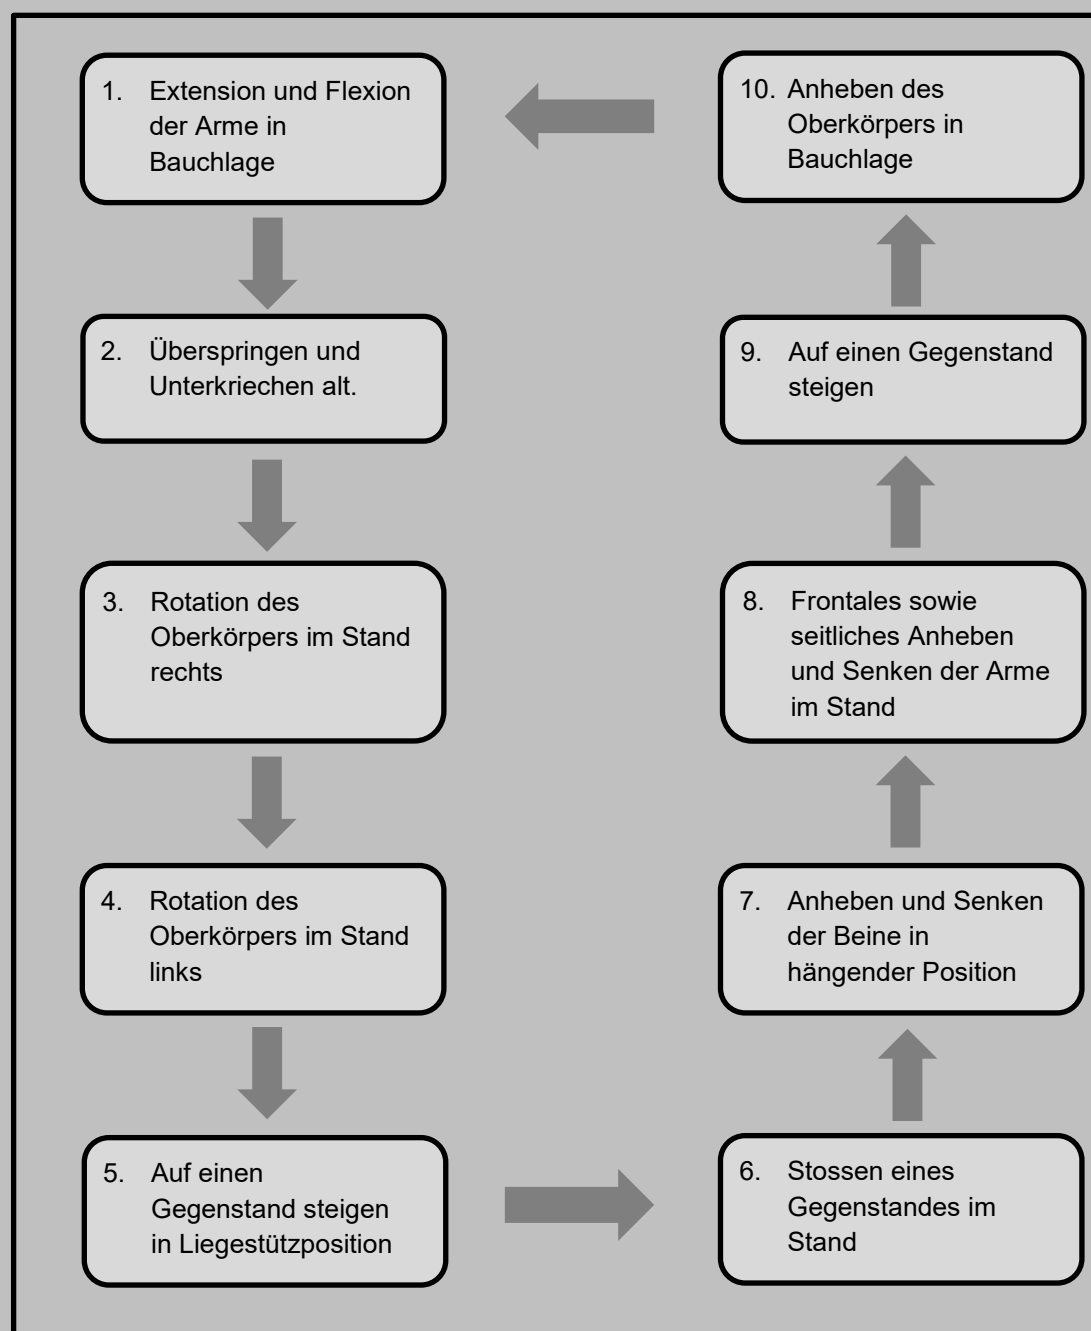 1. Extension und Flexion
der Arme in
Bauchlage
2. Überspringen und
Unterkriechen alt.
3. Rotation des
Oberkörpers im Stand
rechts
4. Rotation des
Oberkörpers im Stand
links
5. Auf einen
Gegenstand steigen
in Liegestützposition
6. Stossen eines
Gegenstandes im
Stand
7. Anheben und Senken
der Beine in
hängender Position
8. Frontales sowie
seitliches Anheben
und Senken der Arme
im Stand
9. Auf einen Gegenstand
steigen
10. Anheben des
Oberkörpers in
Bauchlage